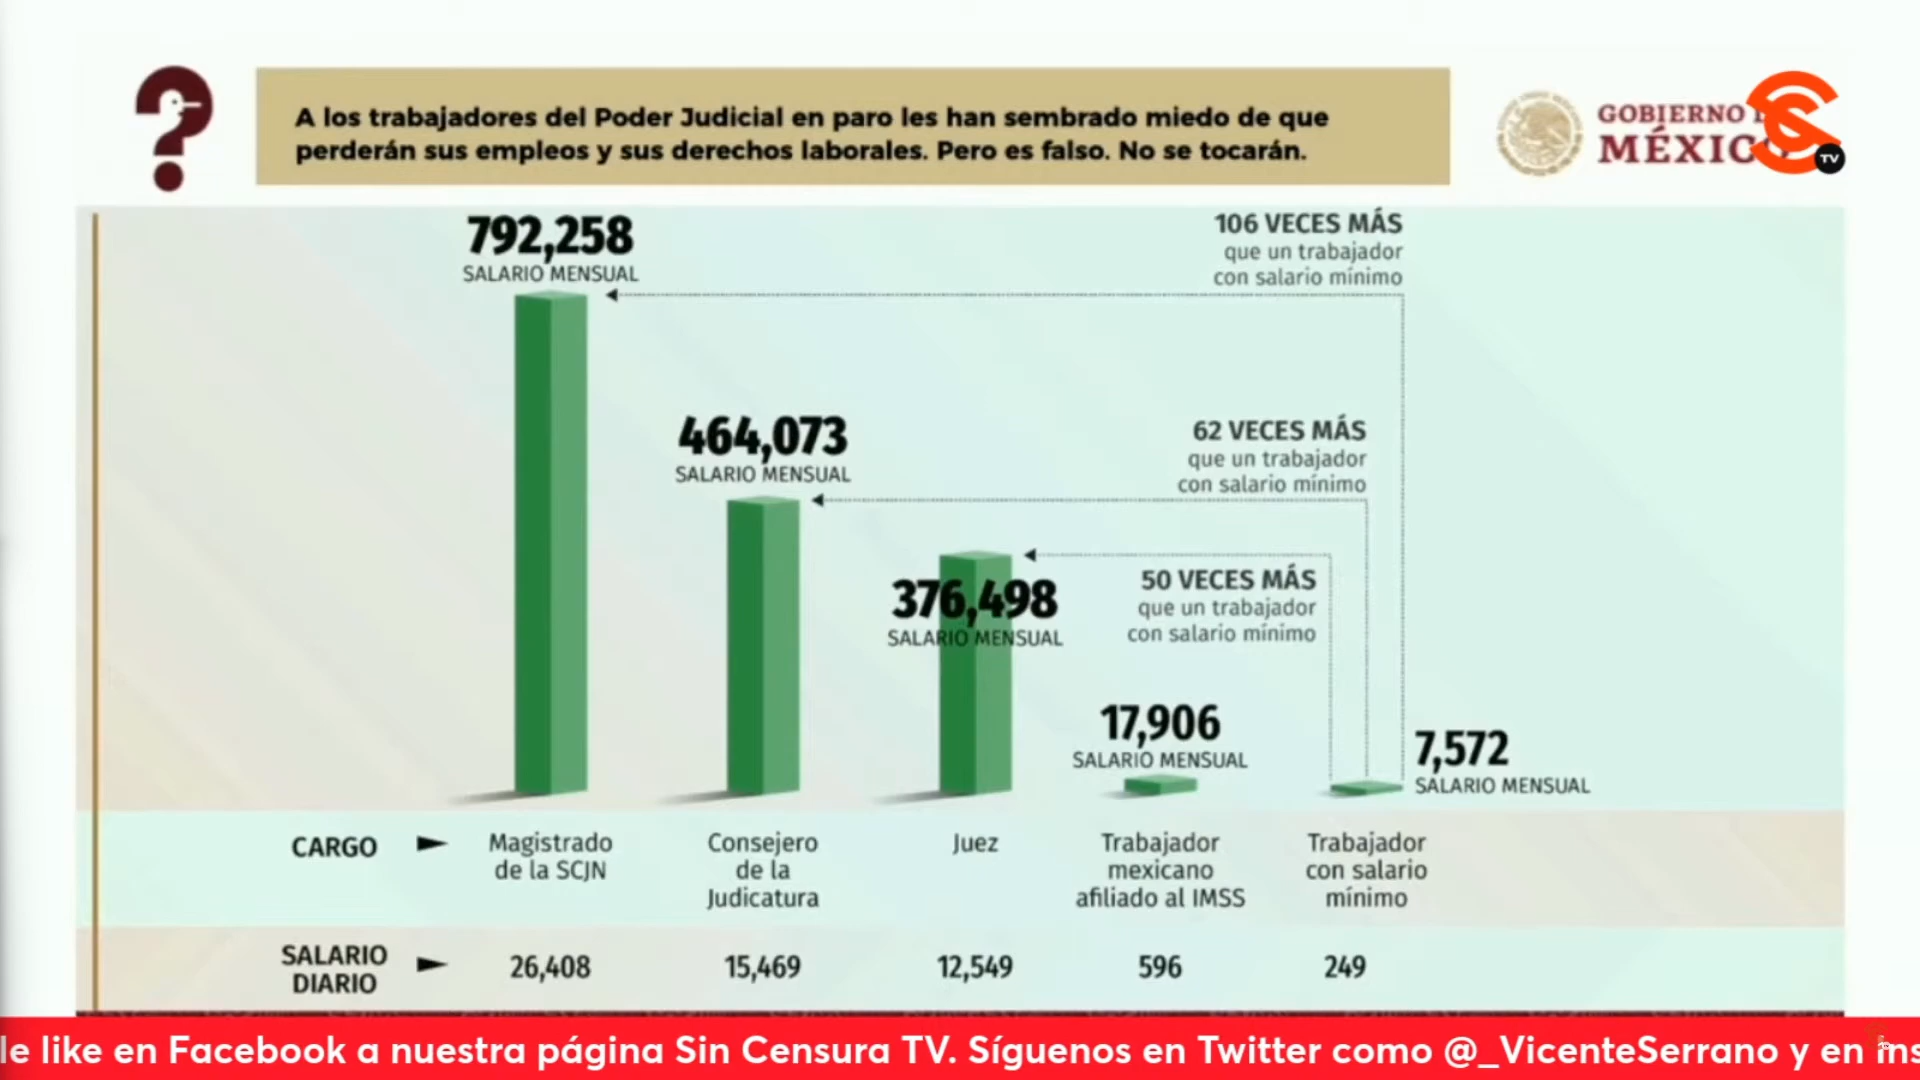 A los trabajadores del Poder Judicial en paro les han sembrado miedo de que
perderán sus empleos y sus derechos laborales. Pero es falso. No se tocarán.
GOBIERNO
MÉXICO
TV
792,258
SALARIO MENSUAL
106 VECES MÁS
que un trabajador
con salario mínimo
464,073
SALARIO MENSUAL
62 VECES MÁS
que un trabajador
con salario mínimo
376,498
SALARIO MENSUAL
50 VECES MÁS
que un trabajador
con salario mínimo
17,906
SALARIO MENSUAL
7,572
SALARIO MENSUAL
CARGO
Magistrado
de la SCJN
Consejero
de la
Judicatura
Juez
Trabajador
mexicano
afiliado al IMSS
Trabajador
con salario
mínimo
SALARIO
DIARIO
26,408
15,469
12,549
596
249
le like en Facebook a nuestra página Sin Censura TV. Síguenos en Twitter como @_VicenteSerrano y en Ins